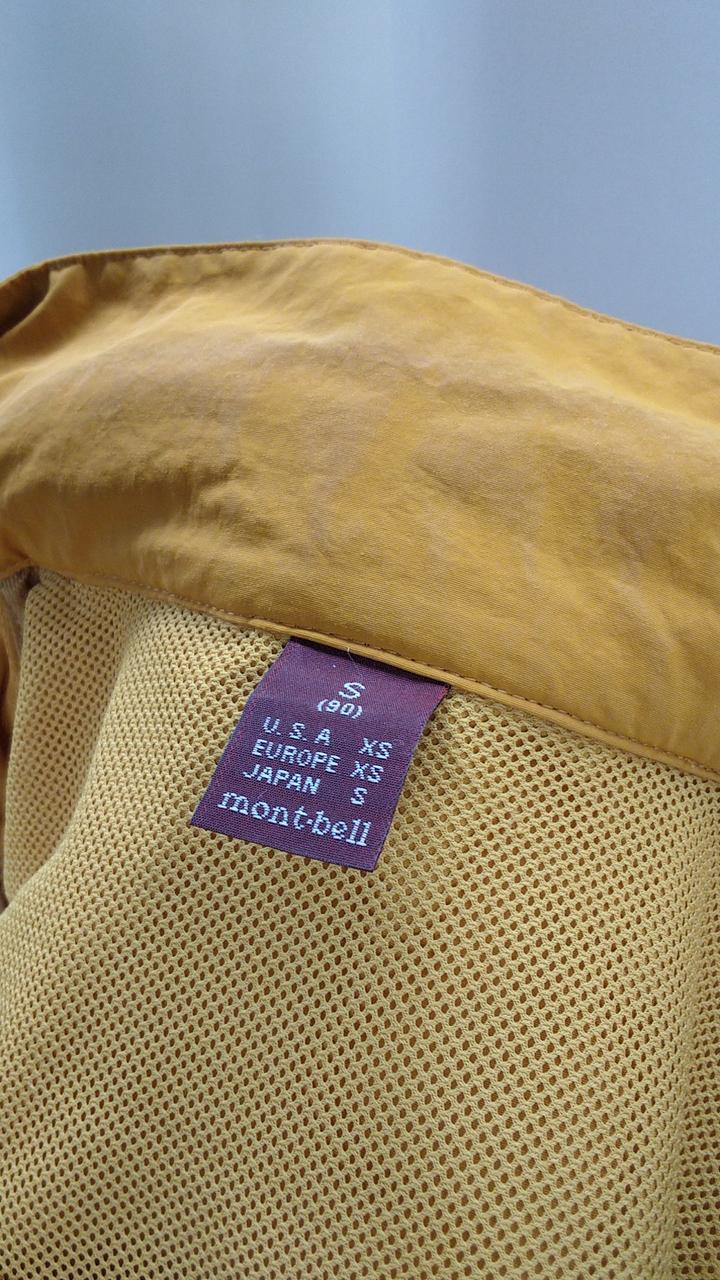 S
(90)
U.S.A XS
EUROPE XS
JAPAN S
mont-bell